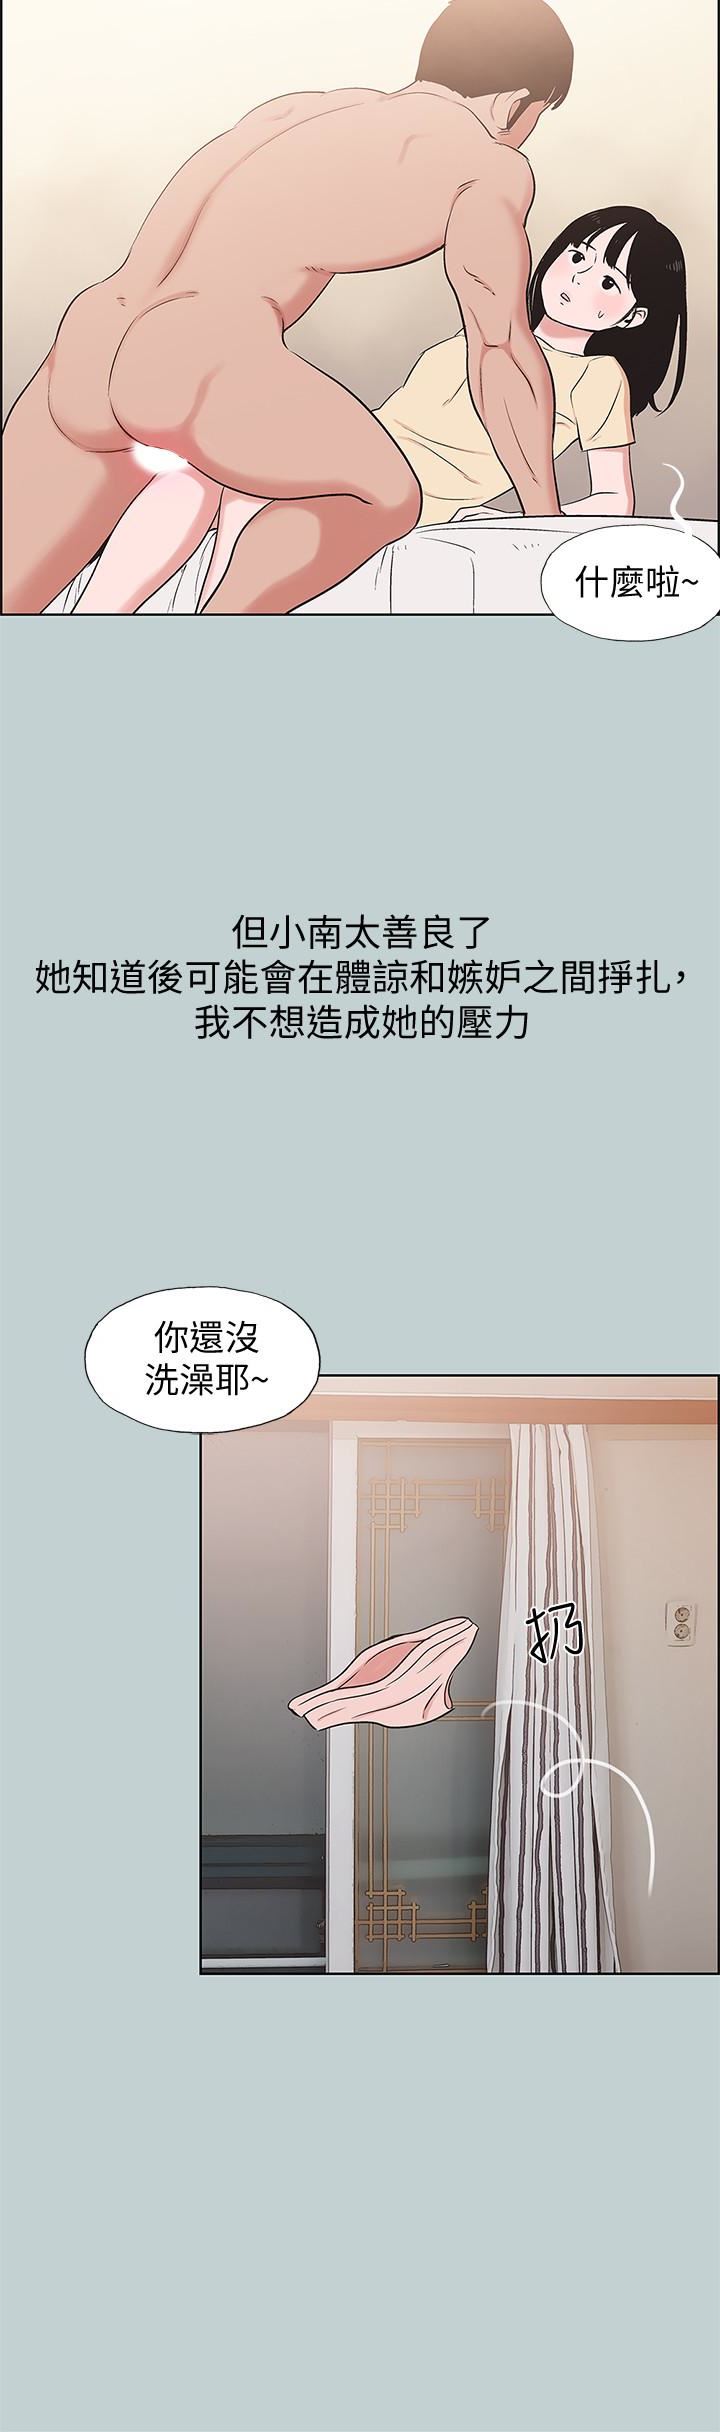 什麼啦~
但小南太善良了
她知道後可能會在體諒和嫉妒之間掙扎，
我不想造成她的壓力
你還沒
洗澡耶~
扔